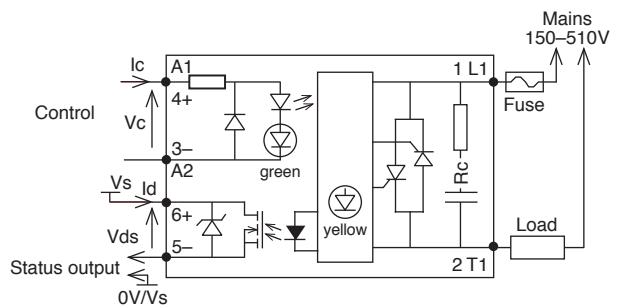 Mains
150–510V
Ic
A1
1 L1
4+
Fuse
Control
Vc
3–
A2
green
Rc
Vs
Id
6+
yellow
Load
Vds
5–
Status output
2 T1
0V/Vs